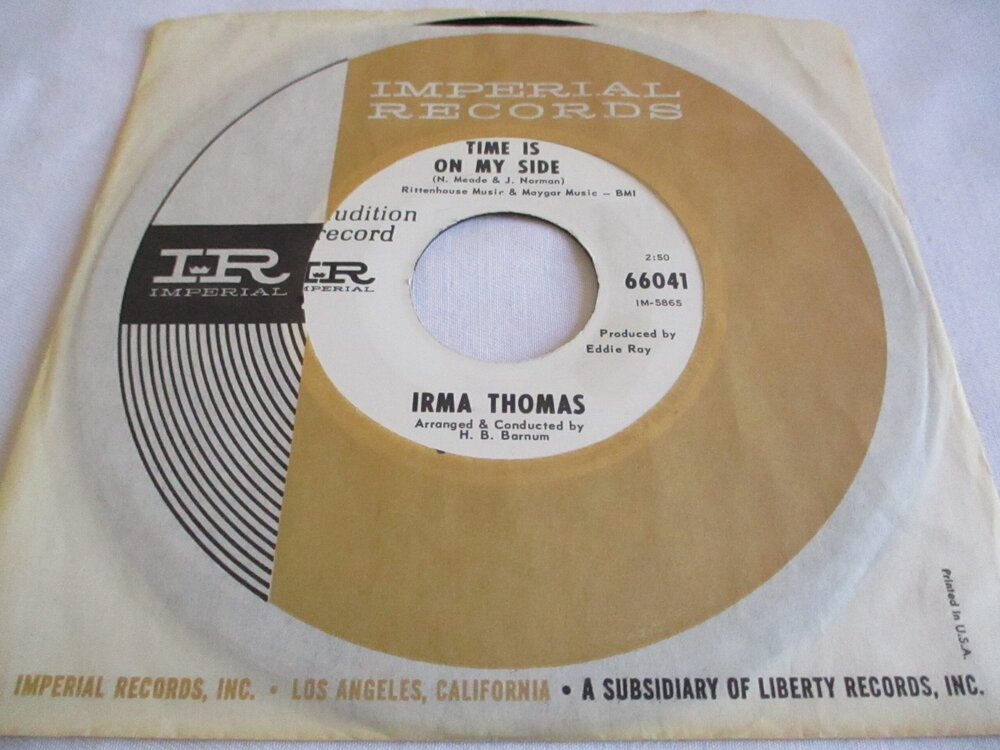 IMPERIAL
RECORDS
TIME IS
ON MY SIDE
(N. Meade & J. Norman)
Rittenhouse Music & Maygar Music – BMI
udition
record
IR
IMPERIAL
IR
IMPERIAL
2:50
66041
IM-5865
Produced by
Eddie Ray
IRMA THOMAS
Arranged & Conducted by
H. B. Barnum
Printed in U.S.A.
IMPERIAL RECORDS, INC. • LOS ANGELES, CALIFORNIA • A SUBSIDIARY OF LIBERTY RECORDS, INC.